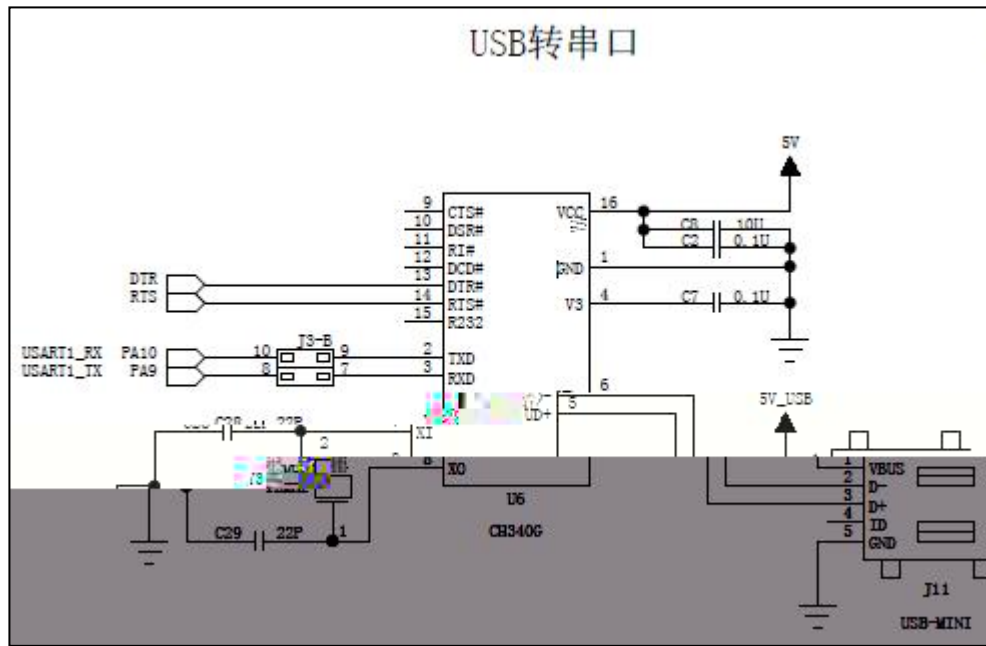 USB转串口
5V
9 CTS# VCC 16
10 DSR# C8 10U
11 RI# C2 0.1U
12 DCD# GND 1
DTR 13 DTR#
RTS 14 RTS# V3 4 C7 0.1U
15 R232
J3-B
USART1_RX PA10 10 9 2 TXD
USART1_TX PA9 8 7 3 RXD
6
UD+ 5 5V_USB
C28 22P XI
2
8 XO 1 VBUS
2 D-
U6 3 D+
4 ID
C29 22P 1 CH340G 5 GND
J11
USB-MINI